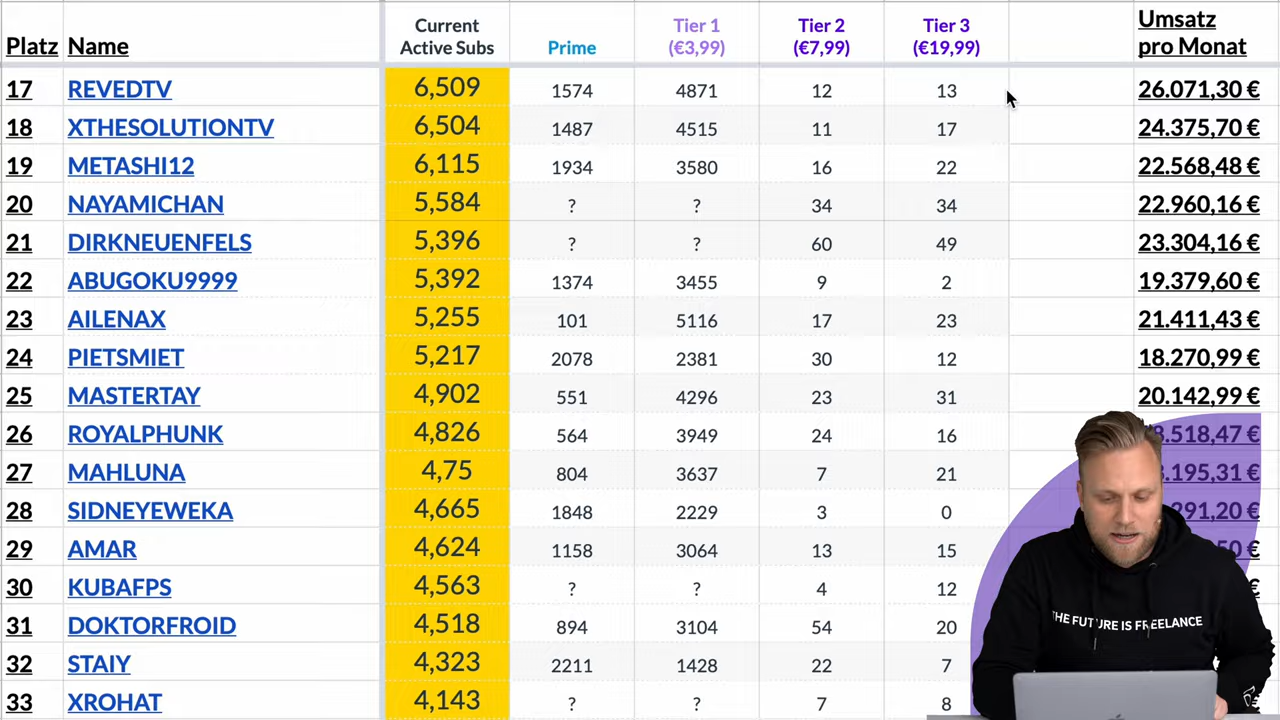 Platz Name Current Active Subs Prime Tier 1 (€3,99) Tier 2 (€7,99) Tier 3 (€19,99) Umsatz pro Monat
17 REVEDTV 6,509 1574 4871 12 13 26.071,30 €
18 XTHESOLUTIONTV 6,504 1487 4515 11 17 24.375,70 €
19 METASHI12 6,115 1934 3580 16 22 22.568,48 €
20 NAYAMICHAN 5,584 ? ? 34 34 22.960,16 €
21 DIRKNEUENFELS 5,396 ? ? 60 49 23.304,16 €
22 ABUGOKU9999 5,392 1374 3455 9 2 19.379,60 €
23 AILENAX 5,255 101 5116 17 23 21.411,43 €
24 PIETSMIET 5,217 2078 2381 30 12 18.270,99 €
25 MASTERTAY 4,902 551 4296 23 31 20.142,99 €
26 ROYALPHUNK 4,826 564 3949 24 16
27 MAHLUNA 4,75 804 3637 7 21
28 SIDNEYEWEKA 4,665 1848 2229 3 0
29 AMAR 4,624 1158 3064 13 15
30 KUBAFPS 4,563 ? ? 4 12
31 DOKTORFROID 4,518 894 3104 54 20
32 STAIY 4,323 2211 1428 22 7
33 XROHAT 4,143 ? ? 7 8
THE FUTURE IS FREELANCE